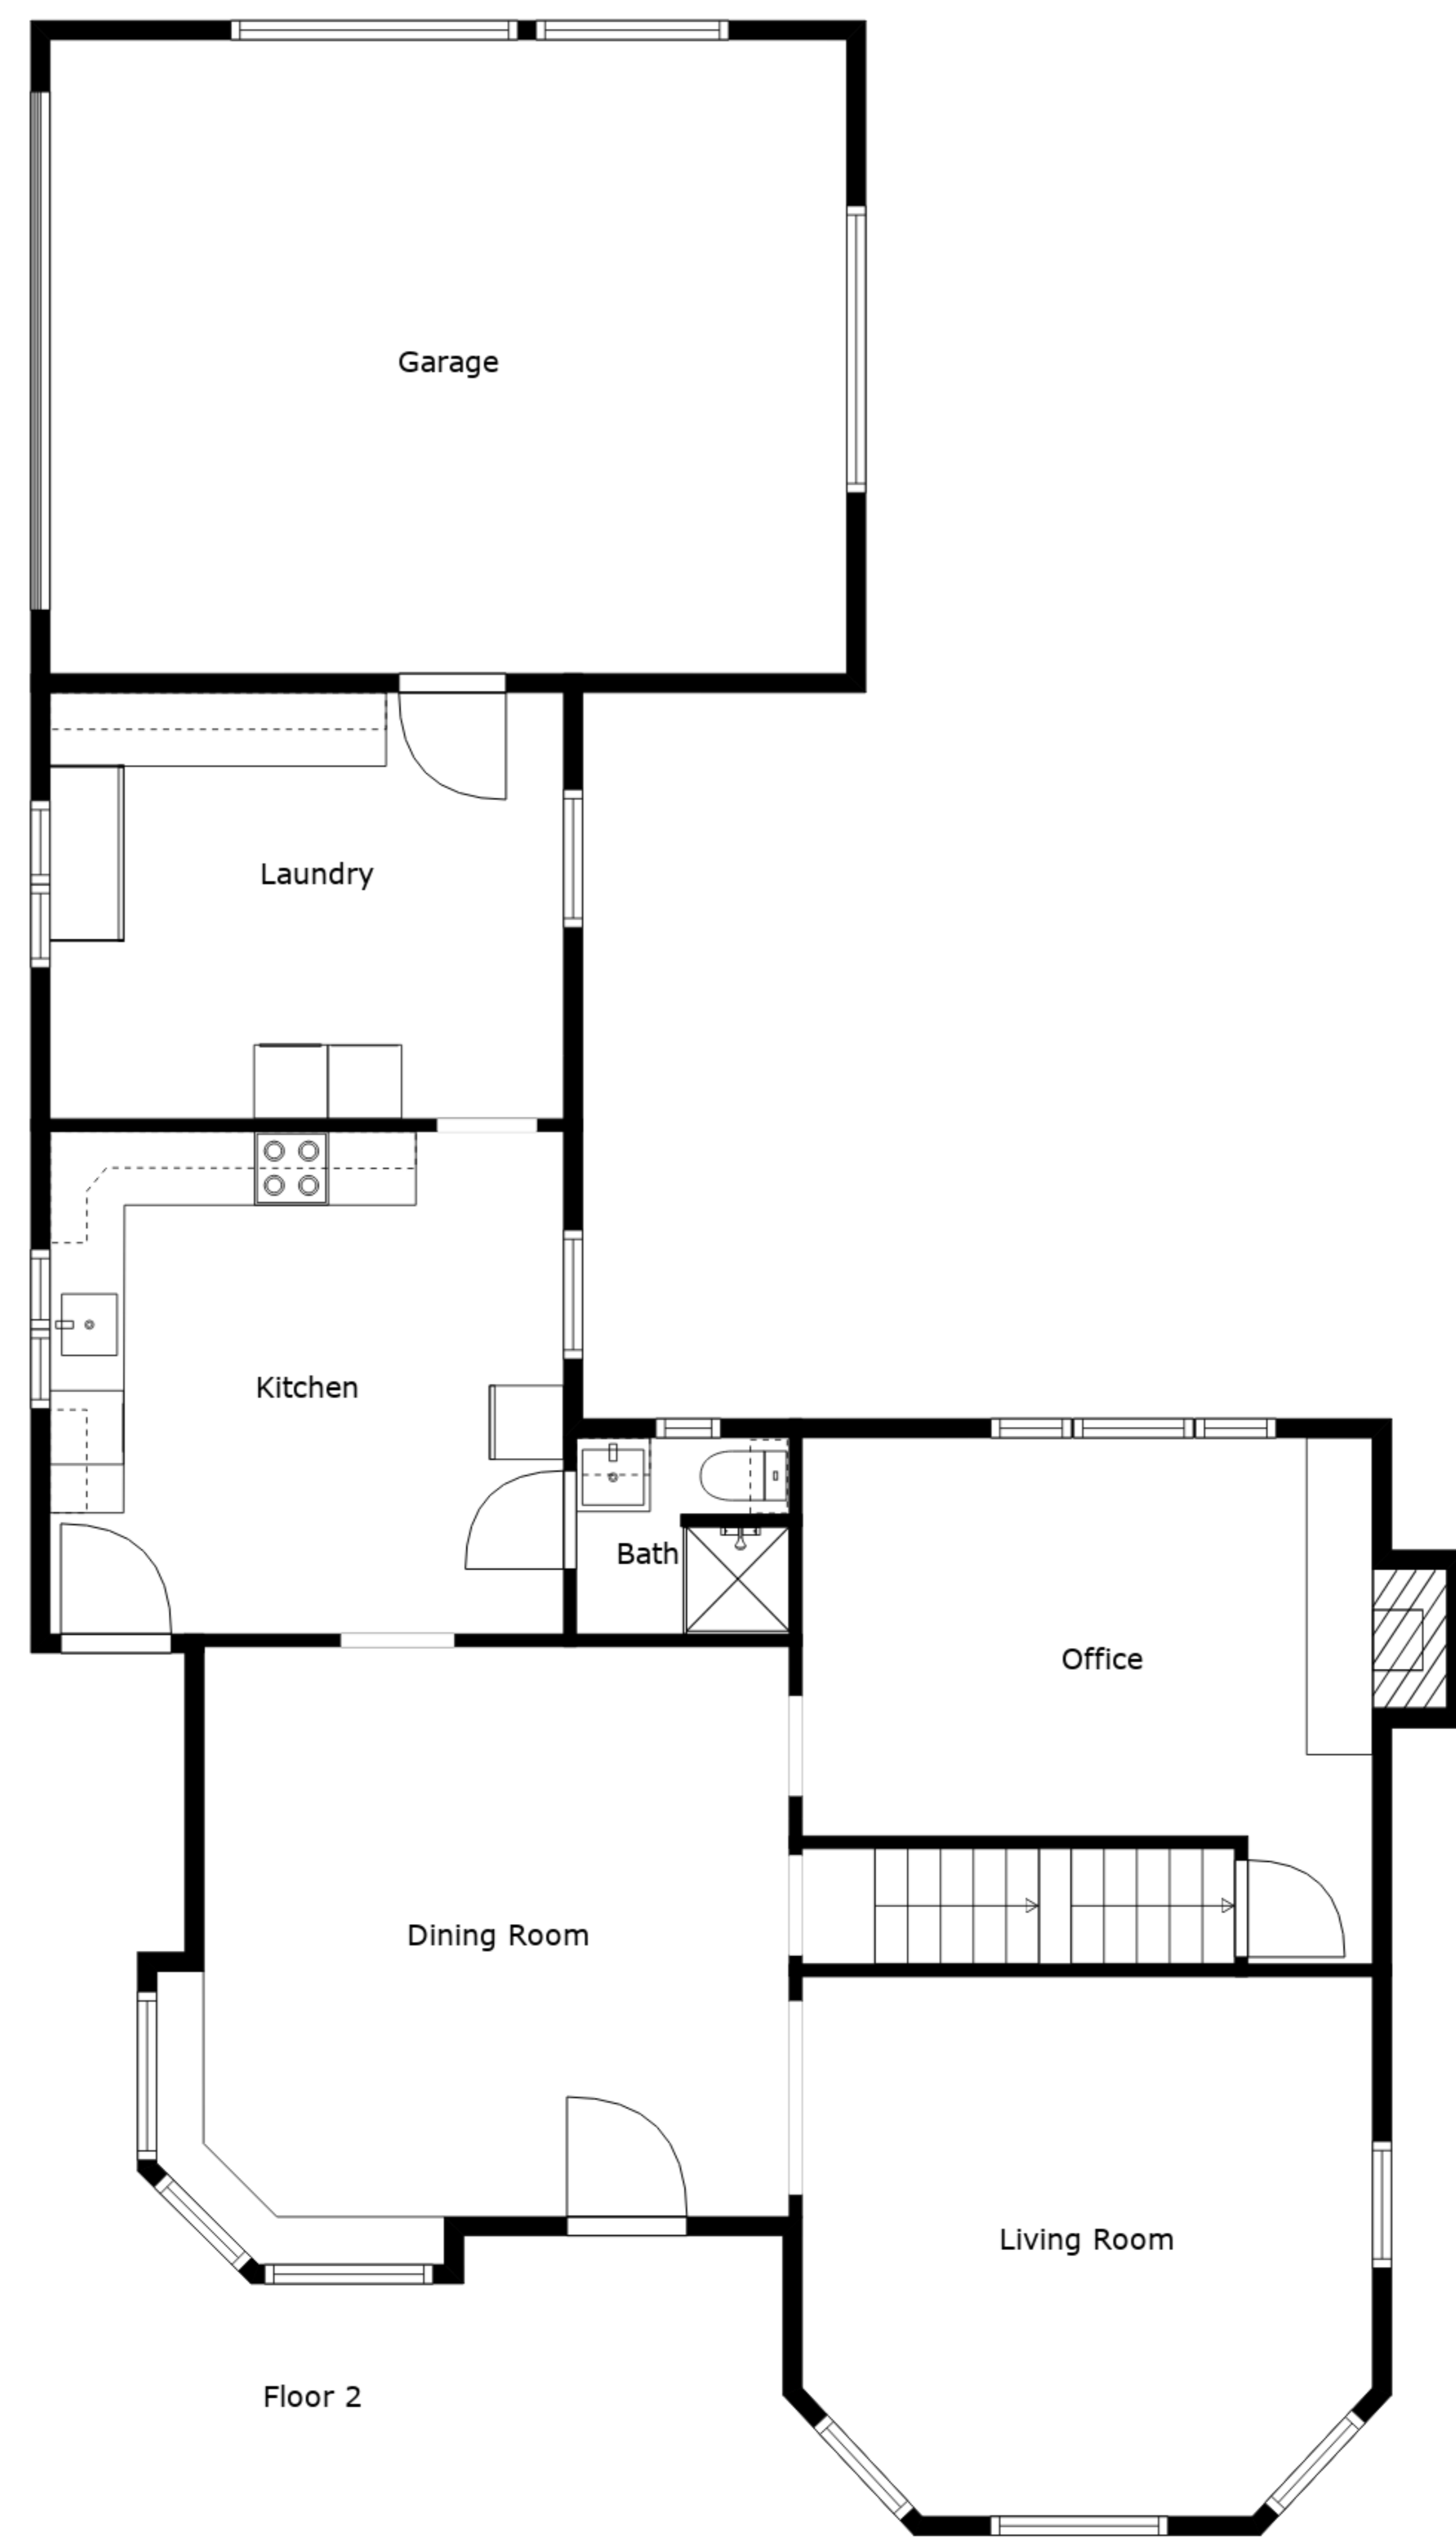 Garage
Laundry
Kitchen
Bath
Office
Dining Room
Living Room
Floor 2